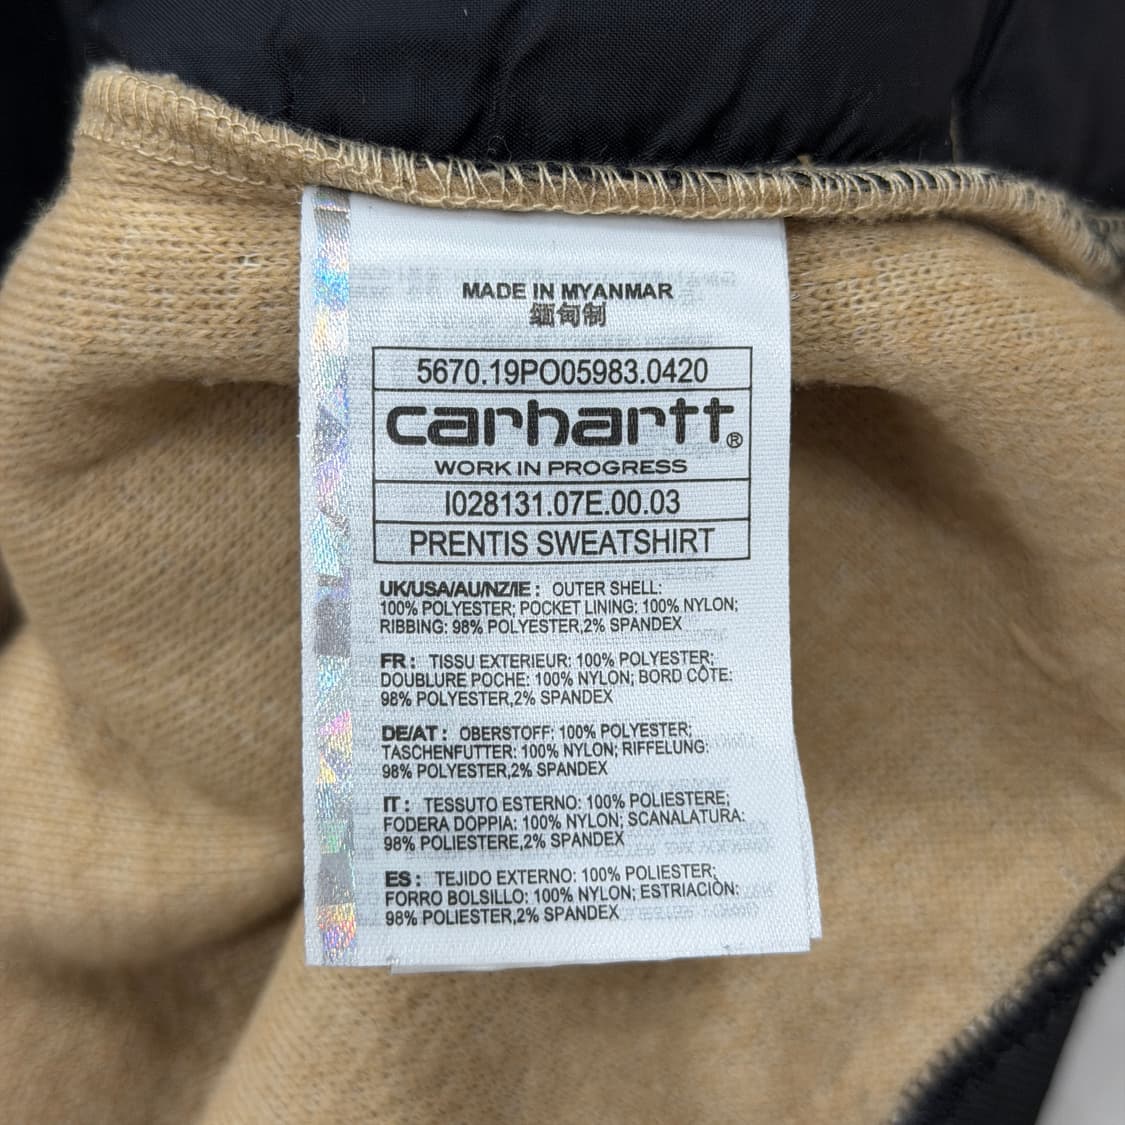 MADE IN MYANMAR
缅甸制
5670.19PO05983.0420
carhartt®
WORK IN PROGRESS
I028131.07E.00.03
PRENTIS SWEATSHIRT
UK/USA/AU/NZ/IE : OUTER SHELL:
100% POLYESTER; POCKET LINING: 100% NYLON;
RIBBING: 98% POLYESTER,2% SPANDEX
FR : TISSU EXTERIEUR: 100% POLYESTER;
DOUBLURE POCHE: 100% NYLON; BORD CÔTE:
98% POLYESTER,2% SPANDEX
DE/AT : OBERSTOFF: 100% POLYESTER;
TASCHENFUTTER: 100% NYLON; RIFFELUNG:
98% POLYESTER,2% SPANDEX
IT : TESSUTO ESTERNO: 100% POLIESTERE;
FODERA DOPPIA: 100% NYLON; SCANALATURA:
98% POLIESTERE,2% SPANDEX
ES : TEJIDO EXTERNO: 100% POLIESTER;
FORRO BOLSILLO: 100% NYLON; ESTRIACIÓN:
98% POLIESTER,2% SPANDEX